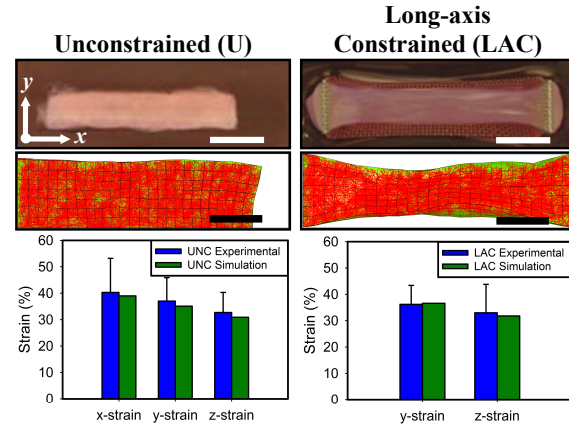 Unconstrained (U)
Long-axis
Constrained (LAC)
y
x
60
50
40
30
20
10
0
Strain (%)
UNC Experimental
UNC Simulation
x-strain y-strain z-strain
60
50
40
30
20
10
0
Strain (%)
LAC Experimental
LAC Simulation
y-strain z-strain